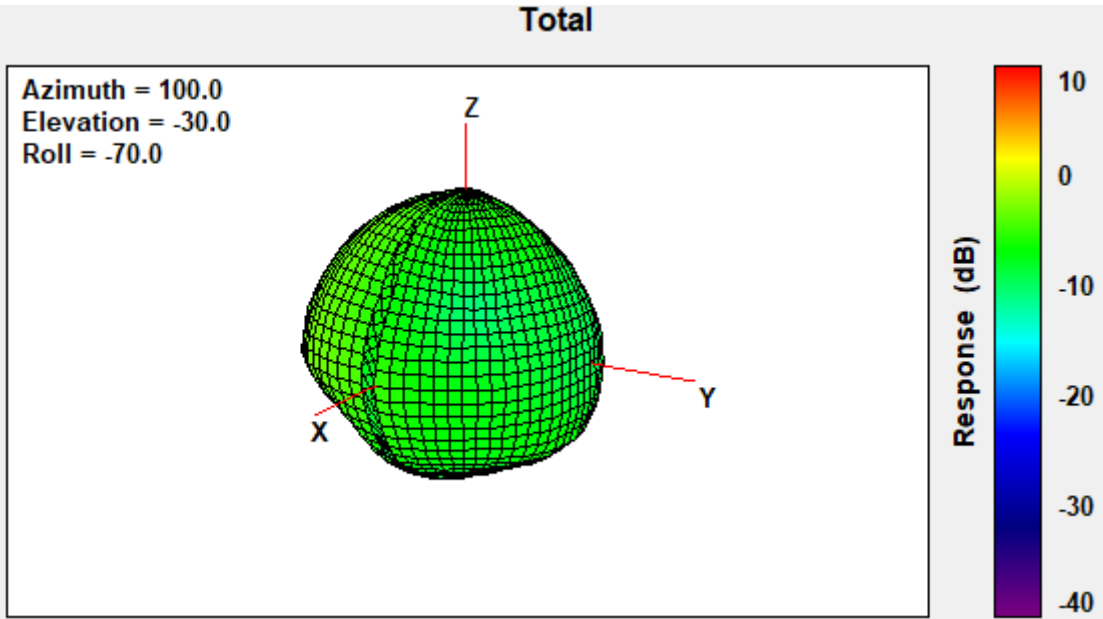 Total
Azimuth = 100.0
Elevation = -30.0
Roll = -70.0
Z
X
Y
10
0
-10
-20
-30
-40
Response (dB)